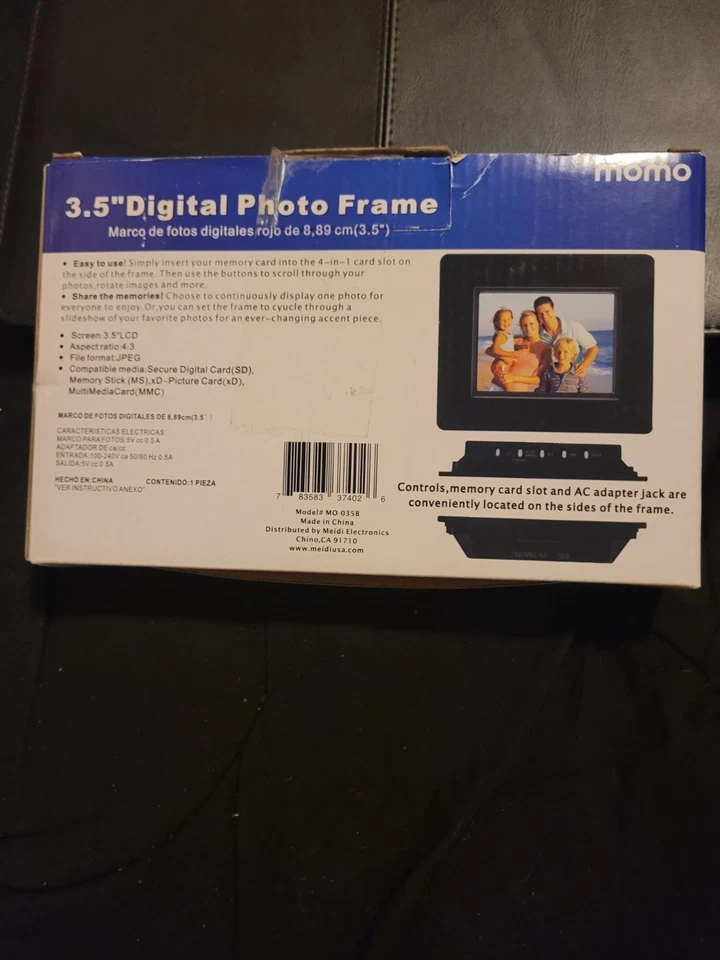 momo
3.5"Digital Photo Frame
Marco de fotos digitales rojo de 8,89 cm(3.5")
• Easy to use! Simply insert your memory card into the 4-in-1 card slot on
the side of the frame. Then use the buttons to scroll through your
photos,rotate images and more.
• Share the memories! Choose to continuously display one photo for
everyone to enjoy.Or,you can set the frame to cyucle through a
slideshow of your favorite photos for an ever-changing accent piece.
• Screen:3.5"LCD
• Aspect ratio:4:3
• File format:JPEG
• Compatible media:Secure Digital Card(SD),
Memory Stick (MS),xD-Picture Card(xD),
MultiMediaCard(MMC)
MARCO DE FOTOS DIGITALES DE 8,89cm(3.5")
CARACTERISTICAS ELECTRICAS:
MARCO PARA FOTOS:5V cc 0.5A
ADAPTADOR DE ca/cc
ENTRADA:100-240V ca 50/60 Hz 0.5A
SALIDA:5V cc 0.5A
HECHO EN:CHINA CONTENIDO:1 PIEZA
"VER INSTRUCTIVO ANEXO"
7 83583 37402 6
Model# MO-035B
Made in China
Distributed by Meidi Electronics
Chino,CA 91710
www.meidiusa.com
Controls,memory card slot and AC adapter jack are
conveniently located on the sides of the frame.